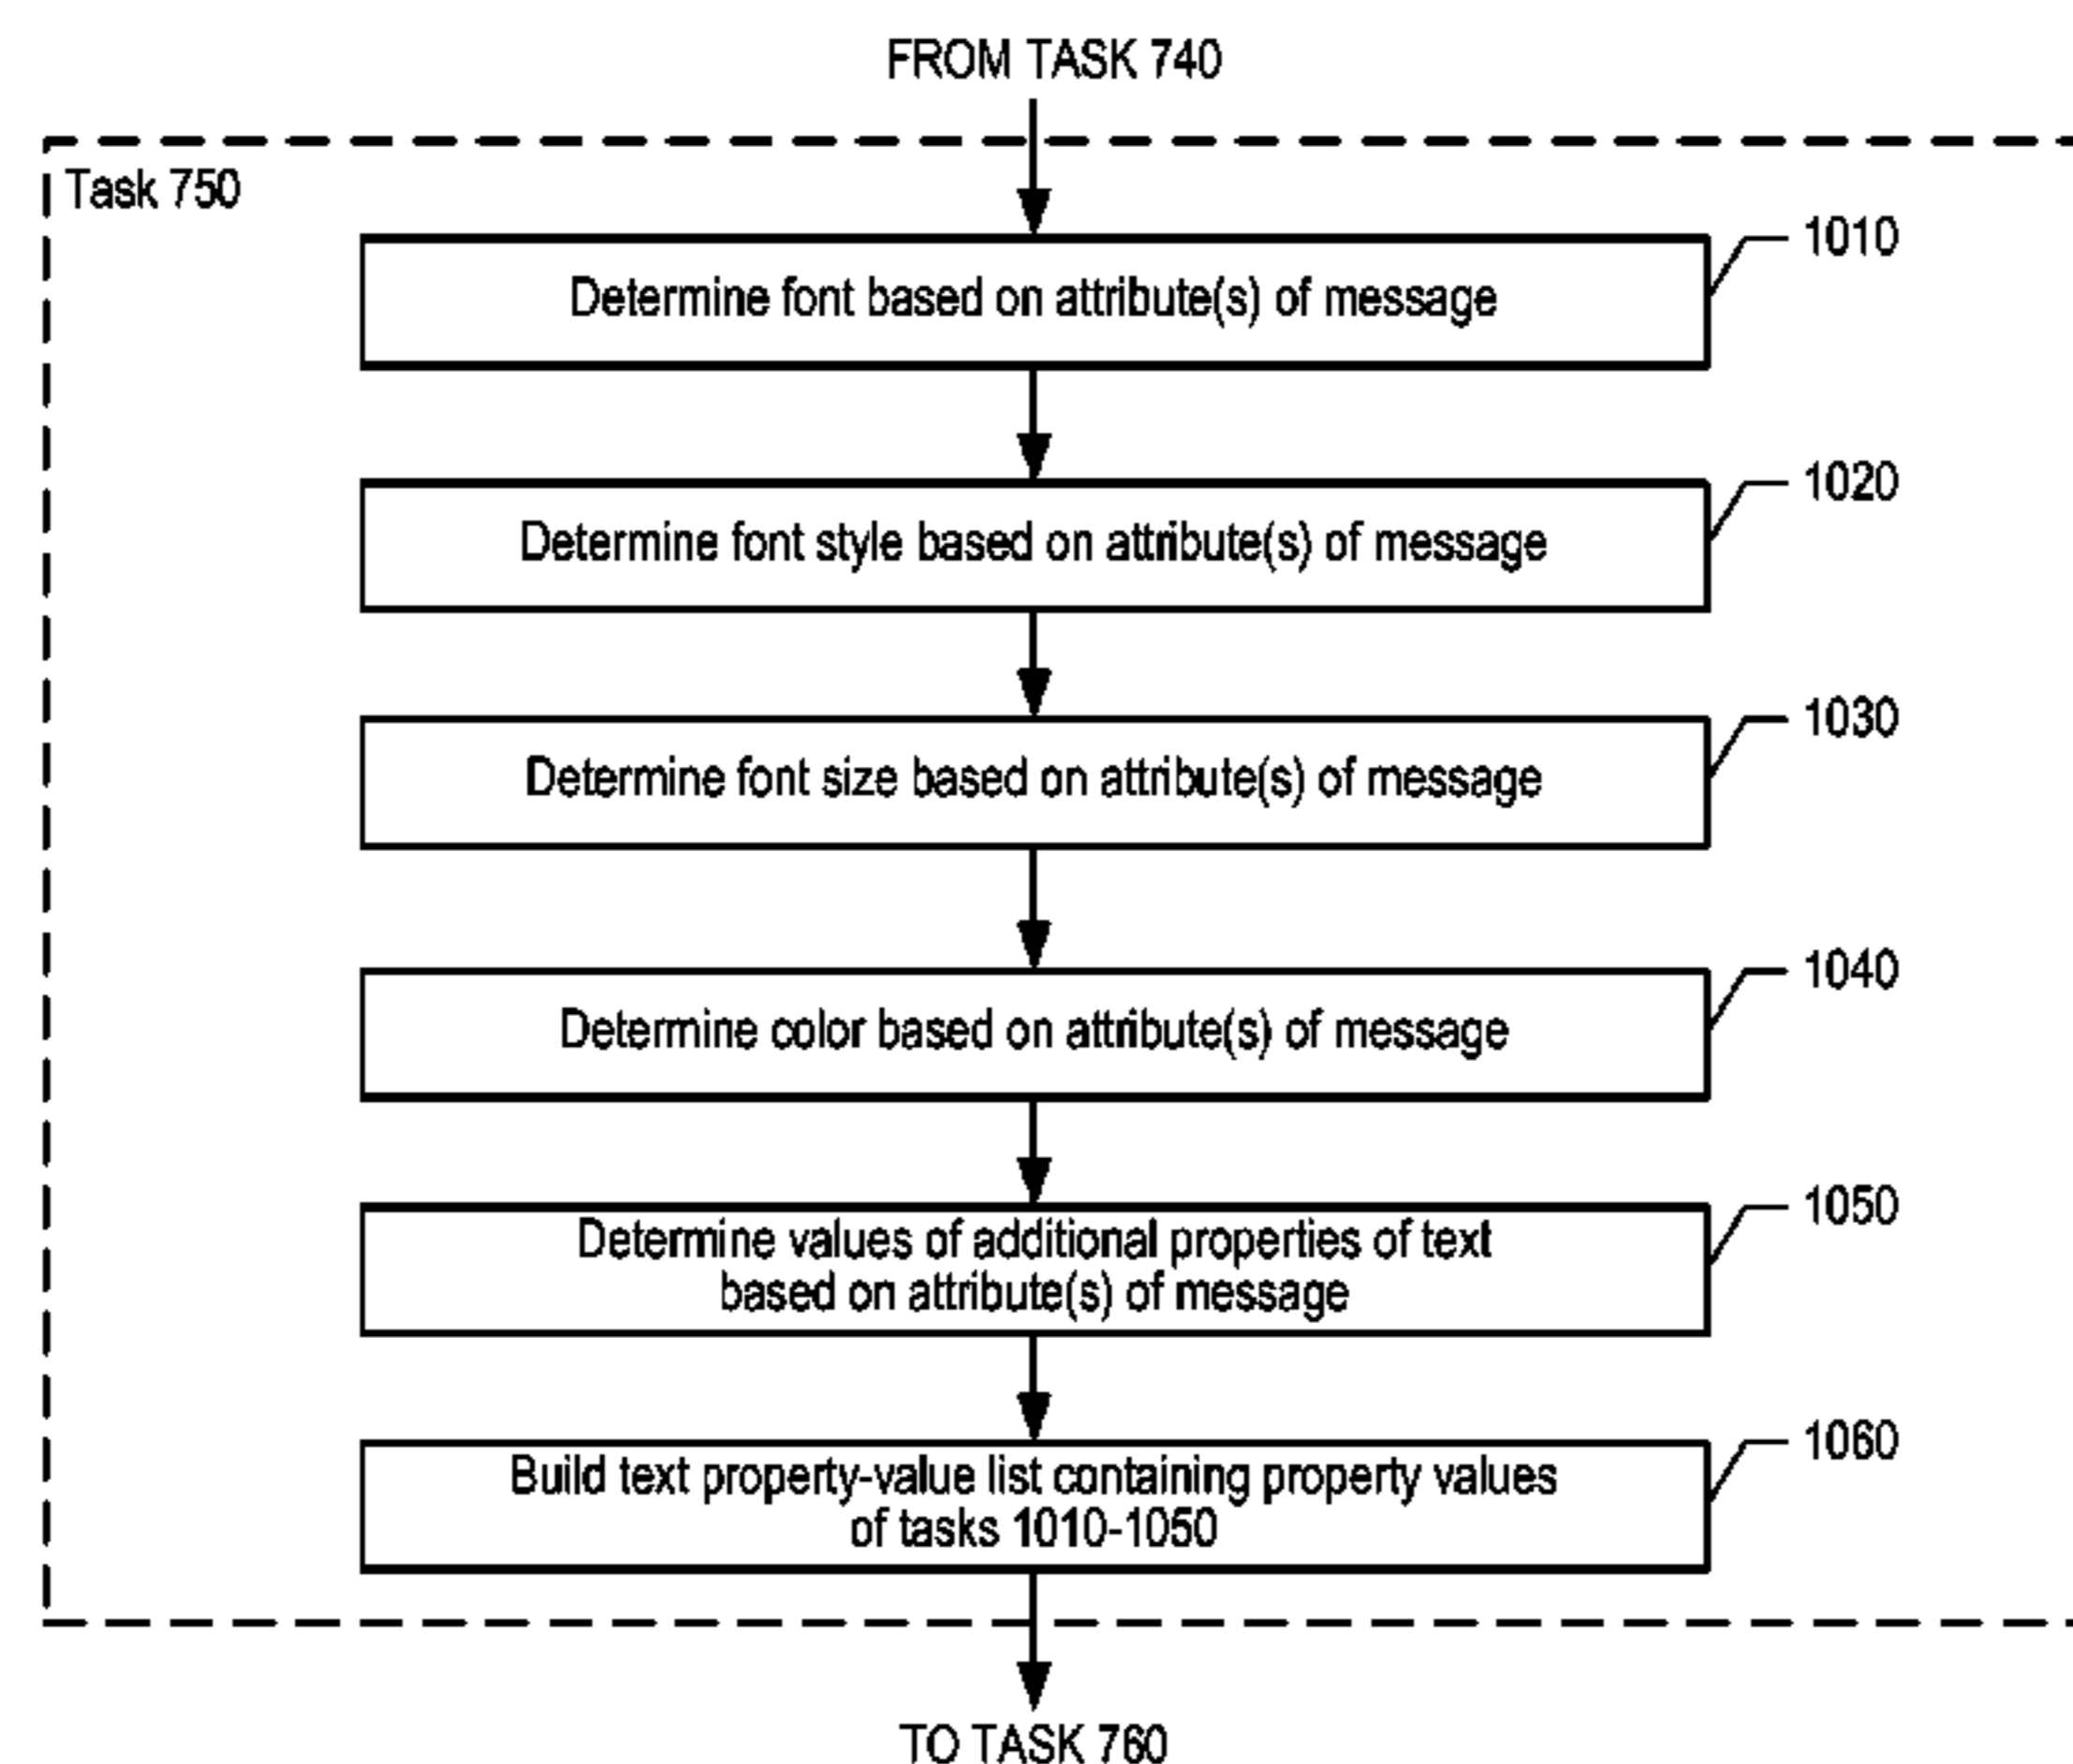 FROM TASK 740
Task 750
1010
Determine font based on attribute(s) of message
1020
Determine font style based on attribute(s) of message
1030
Determine font size based on attribute(s) of message
1040
Determine color based on attribute(s) of message
1050
Determine values of additional properties of text
based on attribute(s) of message
1060
Build text property-value list containing property values
of tasks 1010-1050
TO TASK 760